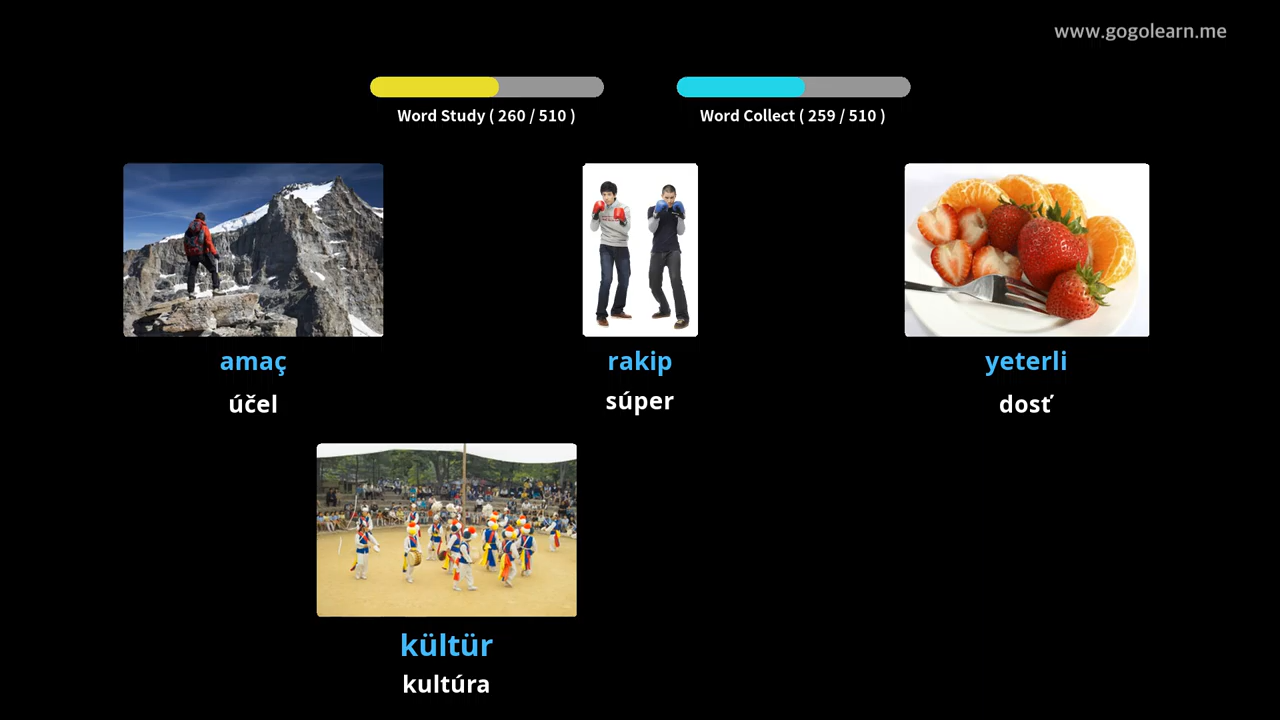 www.gogolearn.me
Word Study ( 260 / 510 )
Word Collect ( 259 / 510 )
amaç
účel
rakip
súper
yeterli
dosť
kültür
kultúra